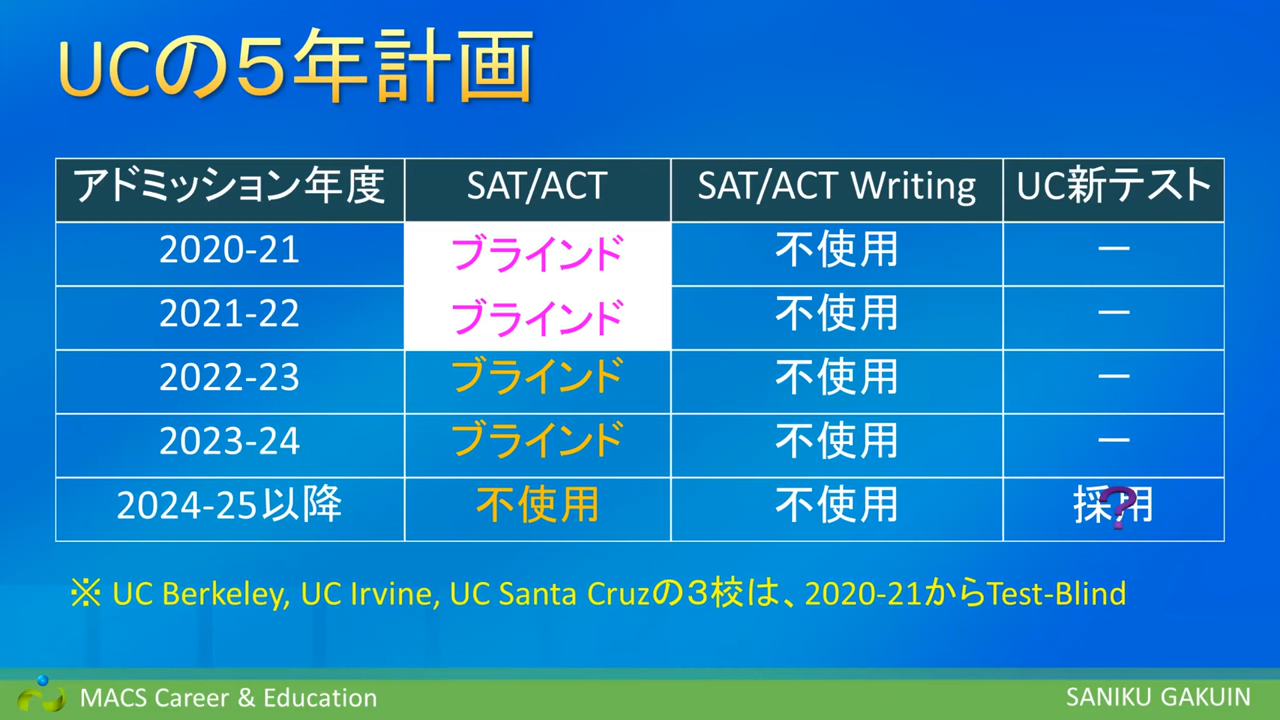 UCの５年計画
アドミッション年度 SAT/ACT SAT/ACT Writing UC新テスト
2020-21 ブラインド 不使用 －
2021-22 ブラインド 不使用 －
2022-23 ブラインド 不使用 －
2023-24 ブラインド 不使用 －
2024-25以降 不使用 不使用 採用 ?
※ UC Berkeley, UC Irvine, UC Santa Cruzの３校は、2020-21からTest-Blind
MACS Career & Education SANIKU GAKUIN